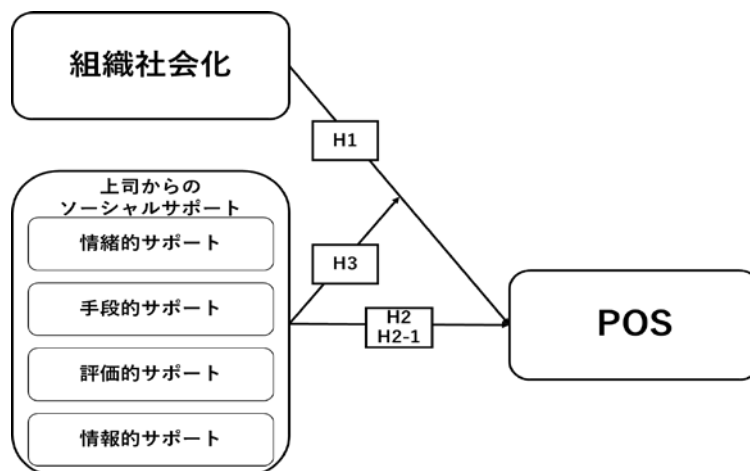 組織社会化
H1
上司からの
ソーシャルサポート
情緒的サポート
手段的サポート
評価的サポート
情報的サポート
H3
H2
H2-1
POS